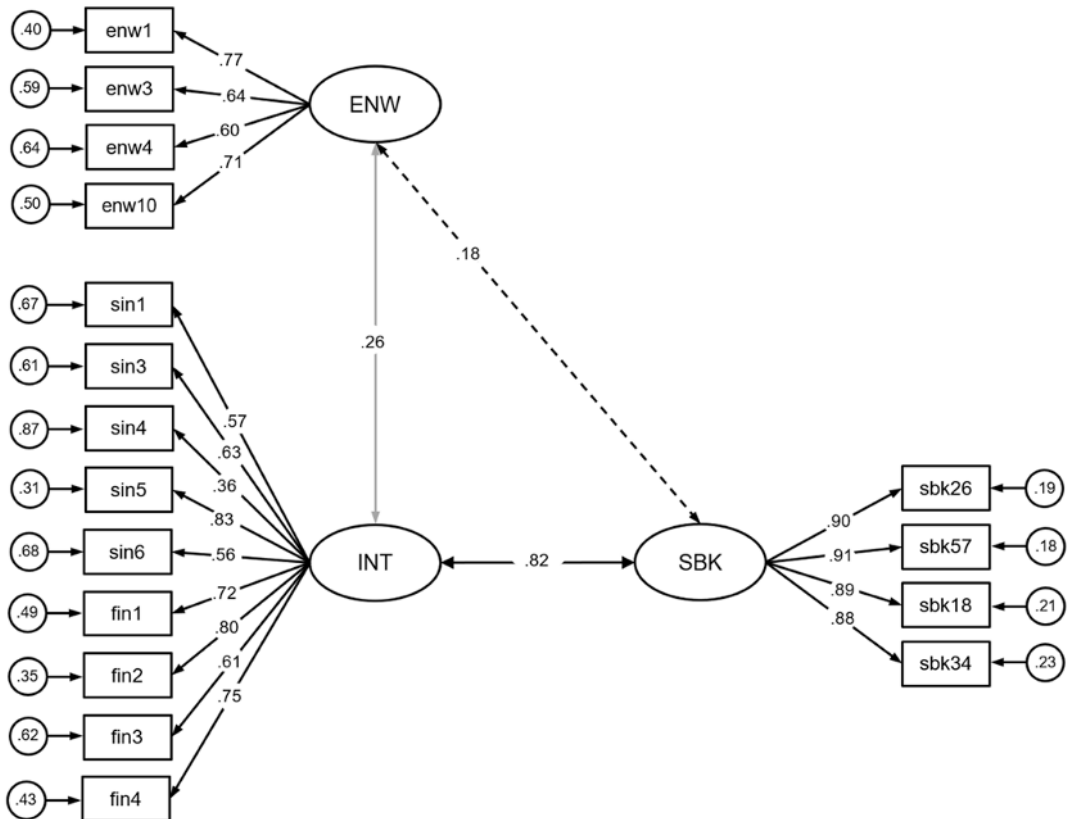 .40 enw1
.77
.59 enw3
.64
ENW
.64 enw4
.60
.71
.50 enw10
.18
.67 sin1
.26
.61 sin3
.57
.87 sin4
.63
.36
.31 sin5
.83
sbk26 .19
.90
.68 sin6
.56
INT
.82
SBK
.91
sbk57 .18
.49 fin1
.72
.89
sbk18 .21
.80
.88
.35 fin2
.61
sbk34 .23
.75
.62 fin3
.43 fin4